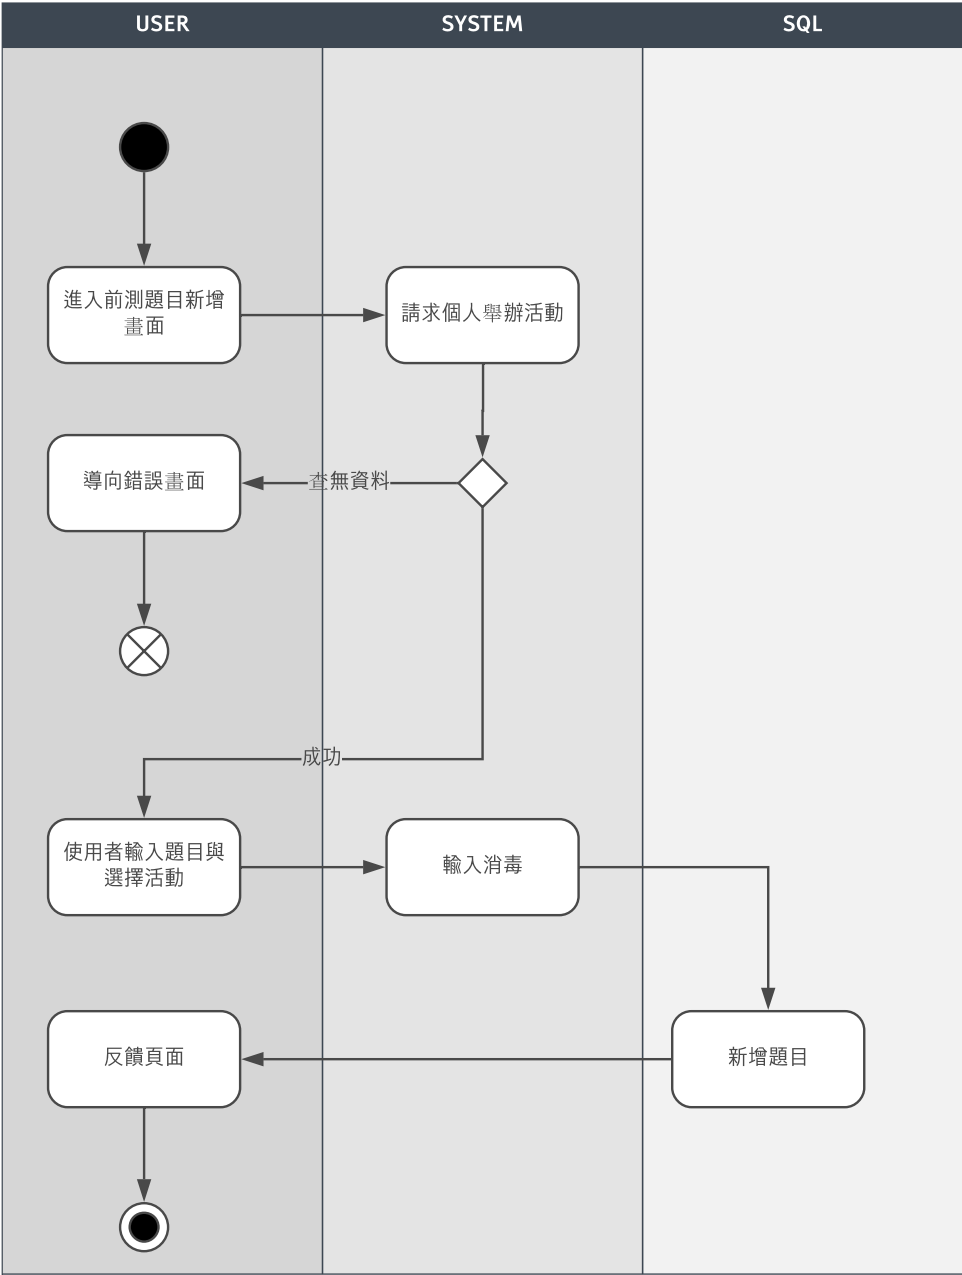 USER
SYSTEM
SQL
進入前測題目新增
畫面
請求個人舉辦活動
導向錯誤畫面
查無資料
成功
使用者輸入題目與
選擇活動
輸入消毒
反饋頁面
新增題目